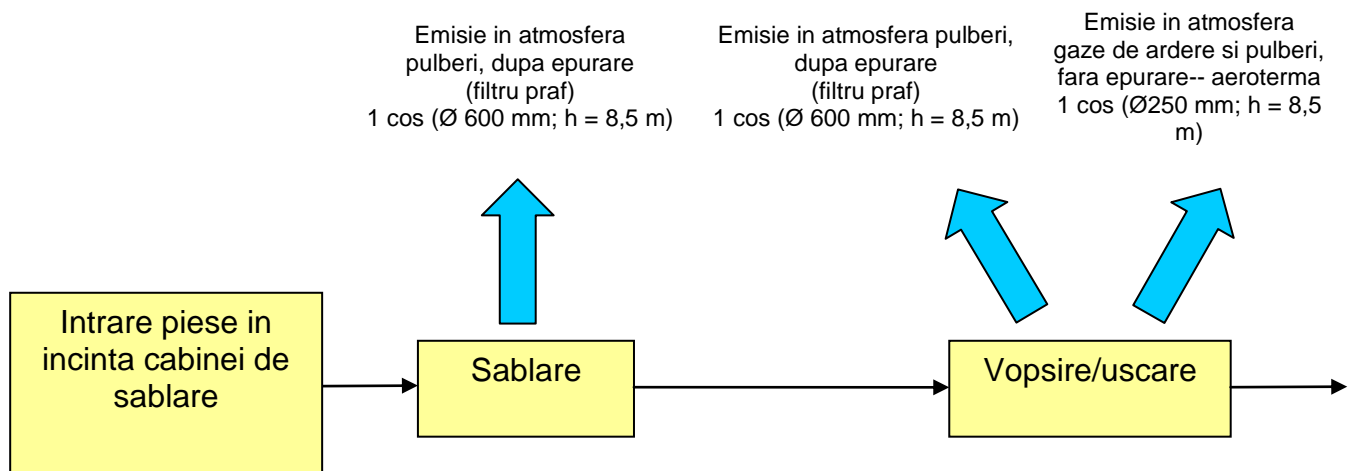 Emisie in atmosfera
pulberi, dupa epurare
(filtru praf)
1 cos (Ø 600 mm; h = 8,5 m)
Emisie in atmosfera pulberi,
dupa epurare
(filtru praf)
1 cos (Ø 600 mm; h = 8,5 m)
Emisie in atmosfera
gaze de ardere si pulberi,
fara epurare-- aeroterma
1 cos (Ø250 mm; h = 8,5
m)
Intrare piese in
incinta cabinei de
sablare
Sablare
Vopsire/uscare